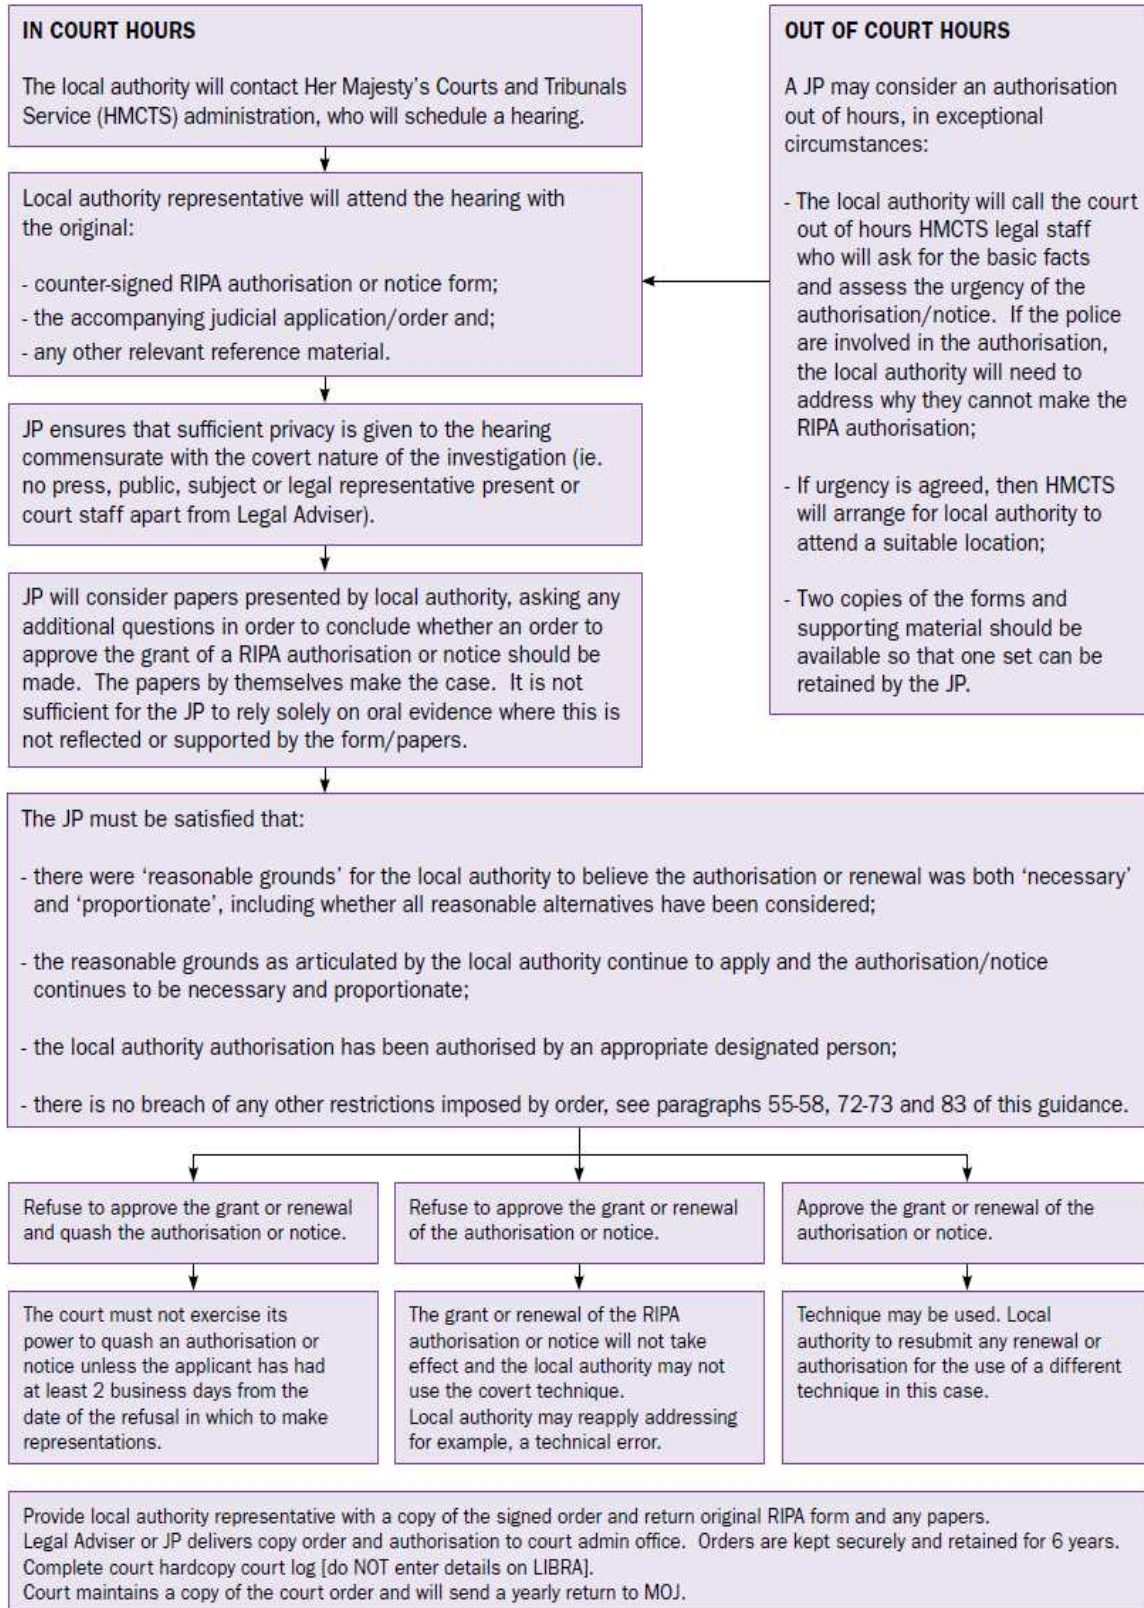 IN COURT HOURS
The local authority will contact Her Majesty's Courts and Tribunals
Service (HMCTS) administration, who will schedule a hearing.
Local authority representative will attend the hearing with
the original:
- counter-signed RIPA authorisation or notice form;
- the accompanying judicial application/order and;
- any other relevant reference material.
JP ensures that sufficient privacy is given to the hearing
commensurate with the covert nature of the investigation (ie.
no press, public, subject or legal representative present or
court staff apart from Legal Adviser).
JP will consider papers presented by local authority, asking any
additional questions in order to conclude whether an order to
approve the grant of a RIPA authorisation or notice should be
made. The papers by themselves make the case. It is not
sufficient for the JP to rely solely on oral evidence where this is
not reflected or supported by the form/papers.
OUT OF COURT HOURS
A JP may consider an authorisation
out of hours, in exceptional
circumstances:
- The local authority will call the court
out of hours HMCTS legal staff
who will ask for the basic facts
and assess the urgency of the
authorisation/notice. If the police
are involved in the authorisation,
the local authority will need to
address why they cannot make the
RIPA authorisation;
- If urgency is agreed, then HMCTS
will arrange for local authority to
attend a suitable location;
- Two copies of the forms and
supporting material should be
available so that one set can be
retained by the JP.
The JP must be satisfied that:
- there were 'reasonable grounds' for the local authority to believe the authorisation or renewal was both 'necessary'
and 'proportionate', including whether all reasonable alternatives have been considered;
- the reasonable grounds as articulated by the local authority continue to apply and the authorisation/notice
continues to be necessary and proportionate;
- the local authority authorisation has been authorised by an appropriate designated person;
- there is no breach of any other restrictions imposed by order, see paragraphs 55-58, 72-73 and 83 of this guidance.
Refuse to approve the grant or renewal
and quash the authorisation or notice.
The court must not exercise its
power to quash an authorisation or
notice unless the applicant has had
at least 2 business days from the
date of the refusal in which to make
representations.
Refuse to approve the grant or renewal
of the authorisation or notice.
The grant or renewal of the RIPA
authorisation or notice will not take
effect and the local authority may not
use the covert technique.
Local authority may reapply addressing
for example, a technical error.
Approve the grant or renewal of the
authorisation or notice.
Technique may be used. Local
authority to resubmit any renewal or
authorisation for the use of a different
technique in this case.
Provide local authority representative with a copy of the signed order and return original RIPA form and any papers.
Legal Adviser or JP delivers copy order and authorisation to court admin office. Orders are kept securely and retained for 6 years.
Complete court hardcopy court log [do NOT enter details on LIBRA].
Court maintains a copy of the court order and will send a yearly return to MOJ.